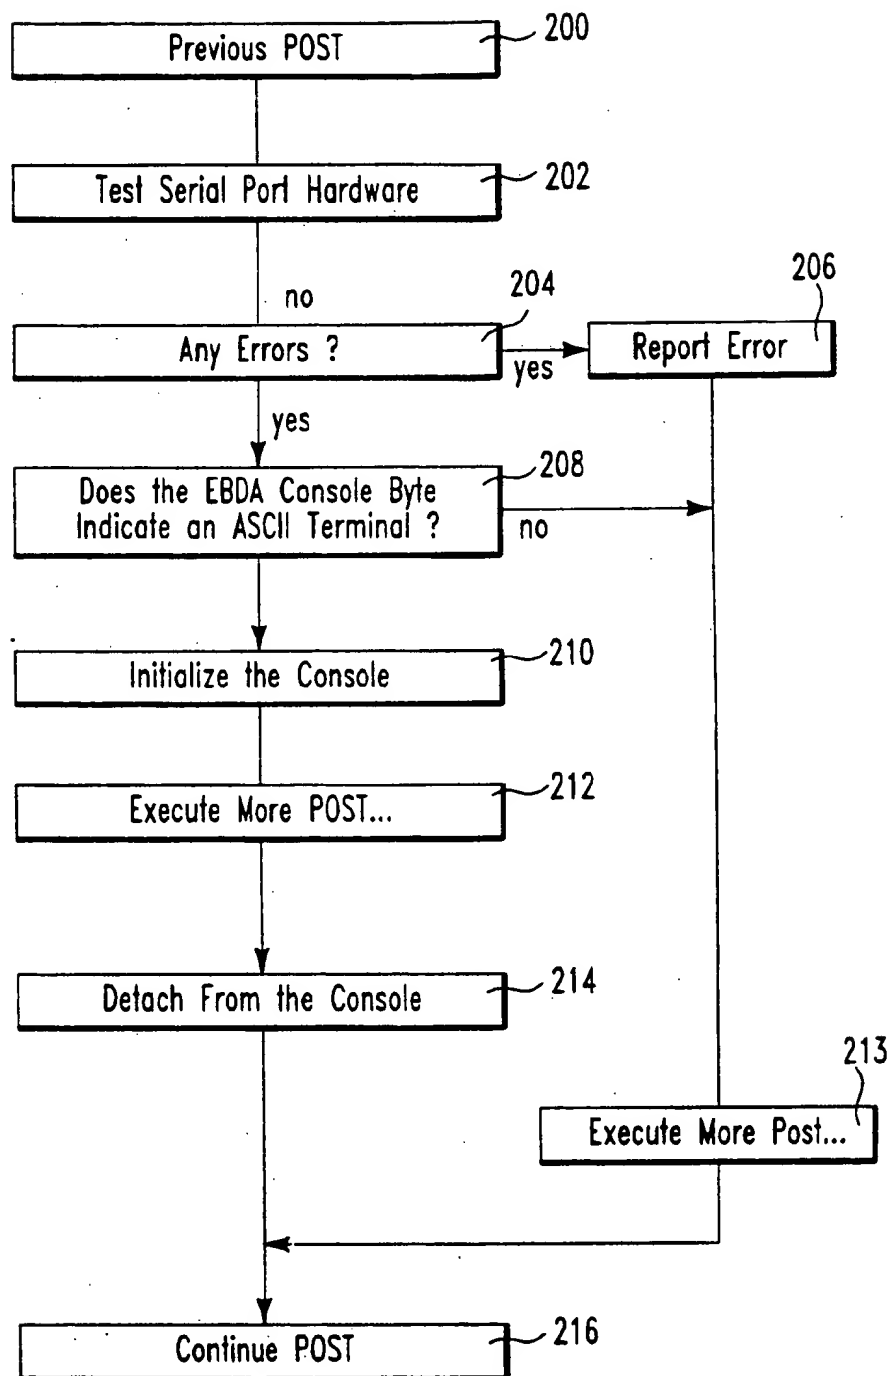 Previous POST
200
Test Serial Port Hardware
202
no
204
206
Any Errors ?
yes
Report Error
yes
208
Does the EBDA Console Byte
Indicate an ASCII Terminal ?
no
210
Initialize the Console
212
Execute More POST...
214
Detach From the Console
213
Execute More Post...
216
Continue POST